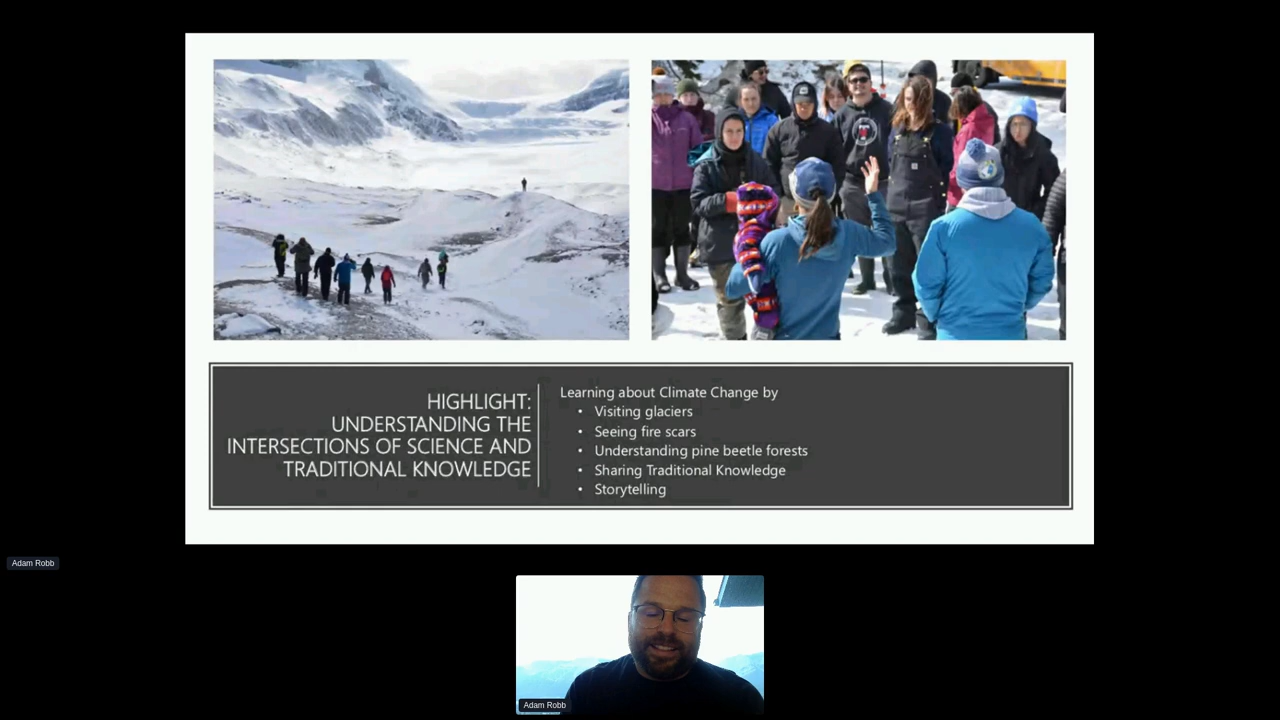 HIGHLIGHT:
UNDERSTANDING THE
INTERSECTIONS OF SCIENCE AND
TRADITIONAL KNOWLEDGE
Learning about Climate Change by
• Visiting glaciers
• Seeing fire scars
• Understanding pine beetle forests
• Sharing Traditional Knowledge
• Storytelling
Adam Robb
Adam Robb